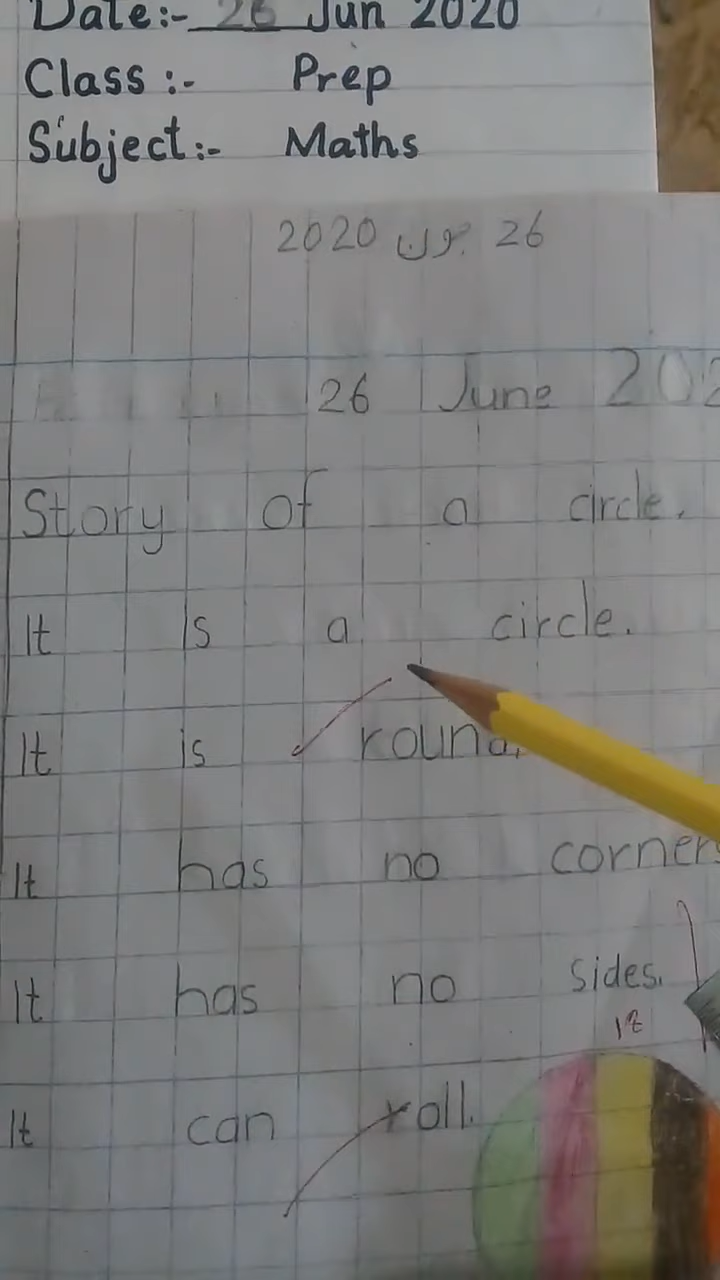 Date:- 26 Jun 2020
Class :- Prep
Subject:- Maths
26 جون 2020
26 June 202
Story of a circle.
It is a circle.
It is round.
It has no corners
It has no sides.
It can roll.